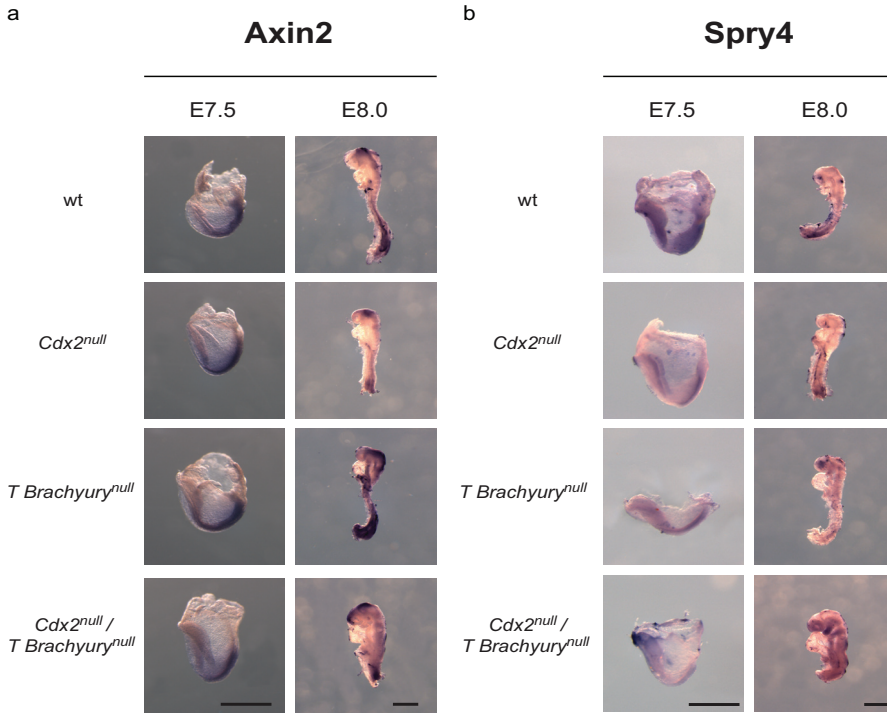 a
Axin2
E7.5 E8.0
wt
Cdx2null
T Brachyurynull
Cdx2null /
T Brachyurynull
b
Spry4
E7.5 E8.0
wt
Cdx2null
T Brachyurynull
Cdx2null /
T Brachyurynull